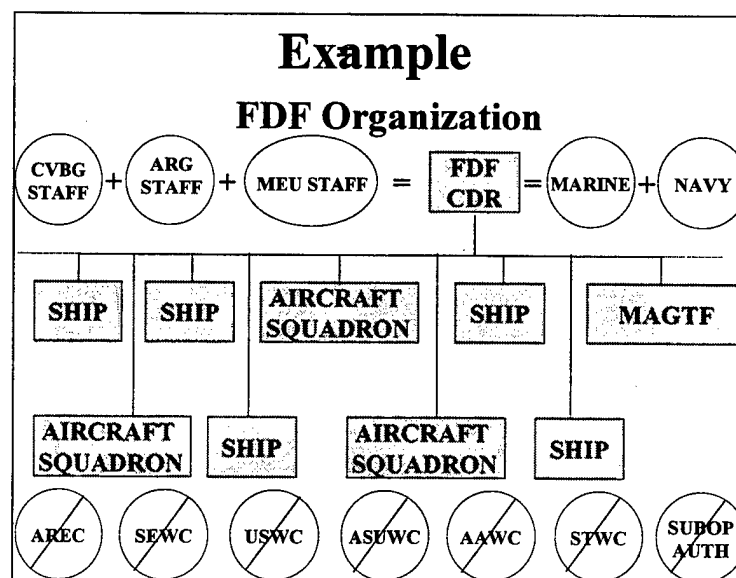 Example
FDF Organization
CVBG STAFF + ARG STAFF + MEU STAFF = FDF CDR = MARINE + NAVY
SHIP SHIP AIRCRAFT SQUADRON SHIP MAGTF
AIRCRAFT SQUADRON SHIP AIRCRAFT SQUADRON SHIP
AREC SEWC USWC ASUWC AAWC STWC SUBOP AUTH